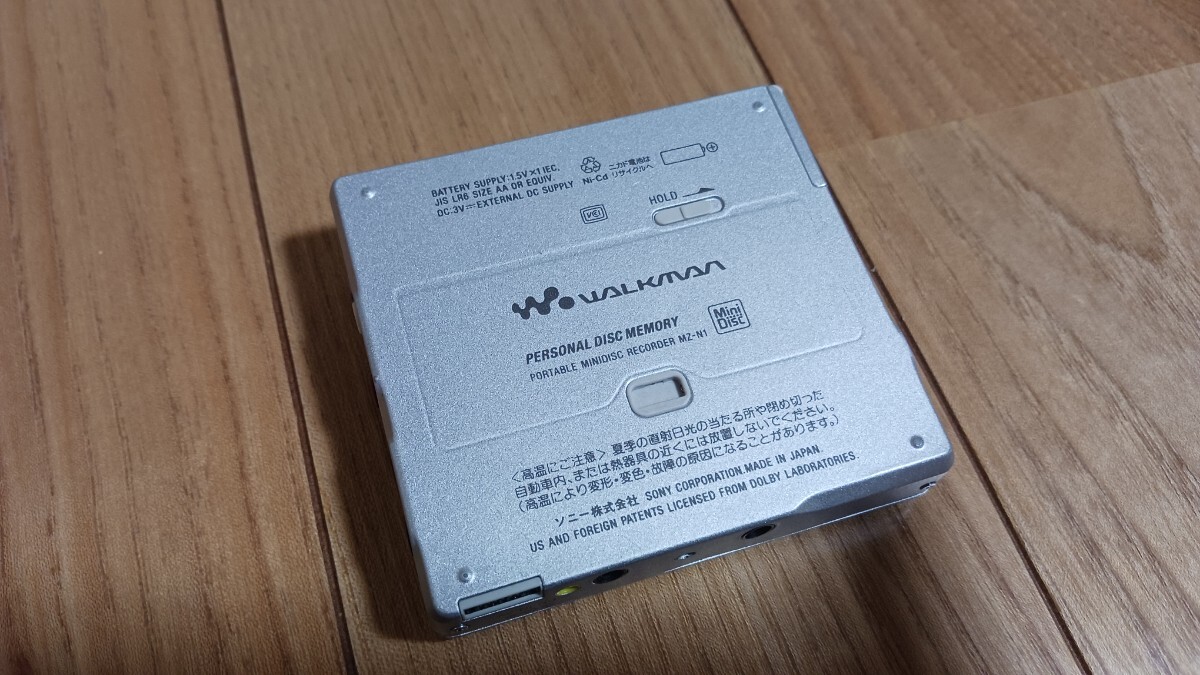 BATTERY SUPPLY:1.5V×1 IEC,
JIS LR6 SIZE AA OR EQUIV.
DC:3V⎓EXTERNAL DC SUPPLY
Ni-Cd
ニカド電池は
リサイクルへ
⊕
VCI
HOLD
WALKMAN
PERSONAL DISC MEMORY
PORTABLE MINIDISC RECORDER MZ-N1
Mini
Disc
〈高温にご注意〉夏季の直射日光の当たる所や閉め切った
自動車内、または熱器具の近くには放置しないでください。
(高温により変形・変色・故障の原因になることがあります。)
ソニー株式会社 SONY CORPORATION.MADE IN JAPAN.
US AND FOREIGN PATENTS LICENSED FROM DOLBY LABORATORIES.